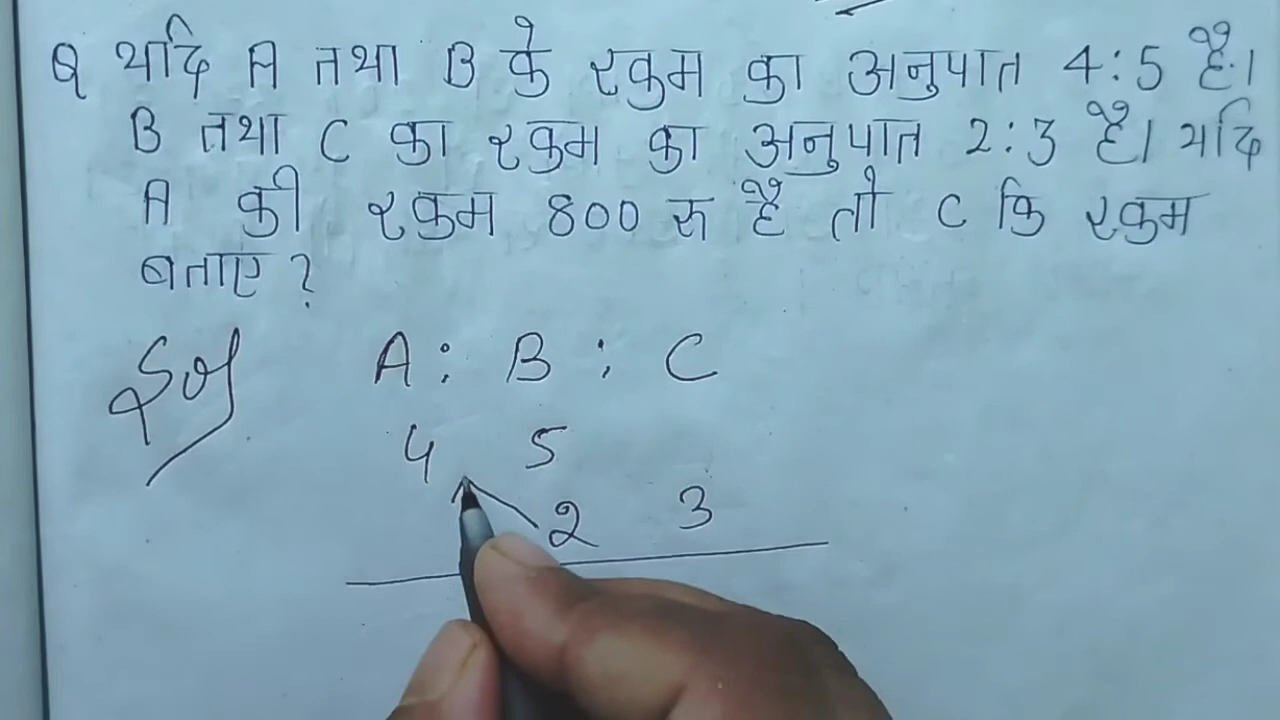 Q यदि A तथा B के रकम का अनुपात 4:5 है।
B तथा C का रकम का अनुपात 2:3 है। यदि
A की रकम 800 रु है तो C कि रकम
बताए ?
Sol A : B : C
4 5
2 3